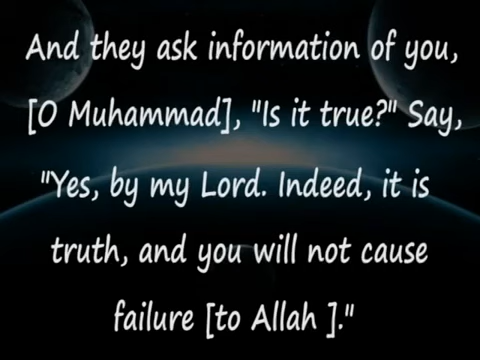 And they ask information of you,
[O Muhammad], "Is it true?" Say,
"Yes, by my Lord. Indeed, it is
truth, and you will not cause
failure [to Allah ]."